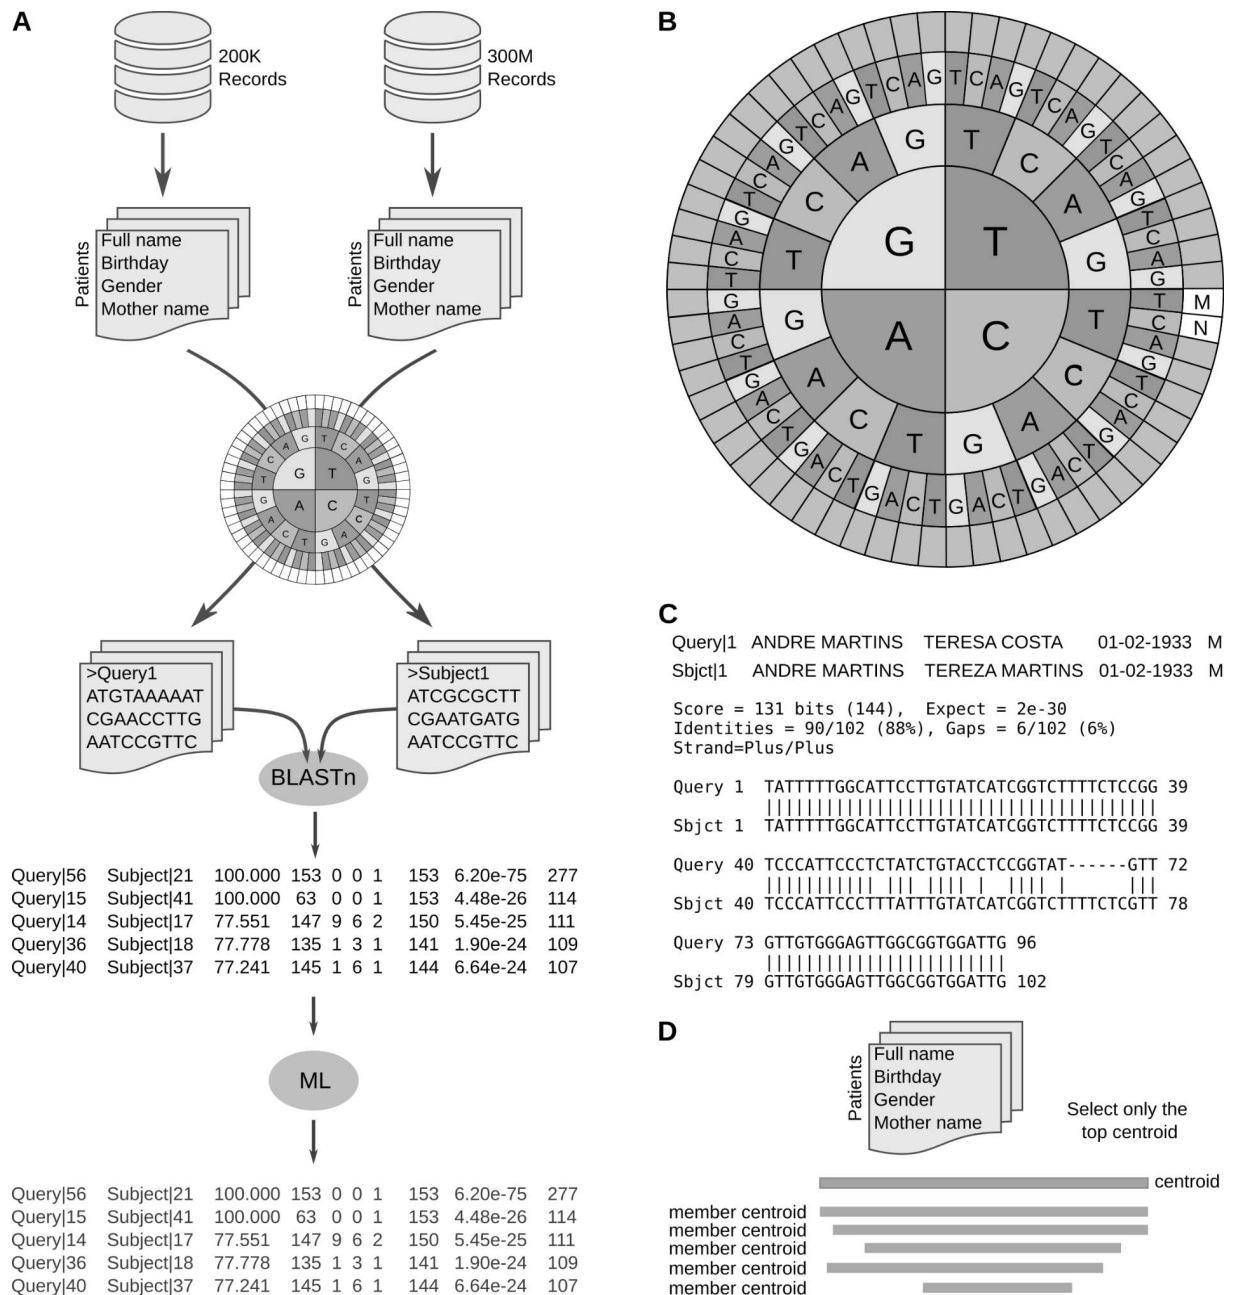 A
200K
Records
300M
Records
Patients
Full name
Birthday
Gender
Mother name
Patients
Full name
Birthday
Gender
Mother name
G T
A C
>Query1
ATGTAAAAAT
CGAACCTTG
AATCCGTTC
>Subject1
ATCGCGCTT
CGAATGATG
AATCCGTTC
BLASTn
Query|56 Subject|21 100.000 153 0 0 1 153 6.20e-75 277
Query|15 Subject|41 100.000 63 0 0 1 153 4.48e-26 114
Query|14 Subject|17 77.551 147 9 6 2 150 5.45e-25 111
Query|36 Subject|18 77.778 135 1 3 1 141 1.90e-24 109
Query|40 Subject|37 77.241 145 1 6 1 144 6.64e-24 107
ML
Query|56 Subject|21 100.000 153 0 0 1 153 6.20e-75 277
Query|15 Subject|41 100.000 63 0 0 1 153 4.48e-26 114
Query|14 Subject|17 77.551 147 9 6 2 150 5.45e-25 111
Query|36 Subject|18 77.778 135 1 3 1 141 1.90e-24 109
Query|40 Subject|37 77.241 145 1 6 1 144 6.64e-24 107
B
G T
A C
T C A G T C A G T C A G T C A G
T C A G T C A G T C A G T C A G T C A G T C A G T C A G T C A G T C A G T C A G T C A G T C A G T C A G T C A G T C A G T C A G
M
N
C
Query|1 ANDRE MARTINS TERESA COSTA 01-02-1933 M
Sbjct|1 ANDRE MARTINS TEREZA MARTINS 01-02-1933 M
Score = 131 bits (144), Expect = 2e-30
Identities = 90/102 (88%), Gaps = 6/102 (6%)
Strand=Plus/Plus
Query 1 TATTTTTGGCATTCCTTGTATCATCGGTCTTTTCTCCGG 39
Sbjct 1 TATTTTTGGCATTCCTTGTATCATCGGTCTTTTCTCCGG 39
Query 40 TCCCATTCCCTCTATCTGTACCTCCGGTAT------GTT 72
Sbjct 40 TCCCATTCCCTTTATTTGTATCATCGGTCTTTTCTCGTT 78
Query 73 GTTGTGGGAGTTGGCGGTGGATTG 96
Sbjct 79 GTTGTGGGAGTTGGCGGTGGATTG 102
D
Patients
Full name
Birthday
Gender
Mother name
Select only the
top centroid
centroid
member centroid
member centroid
member centroid
member centroid
member centroid